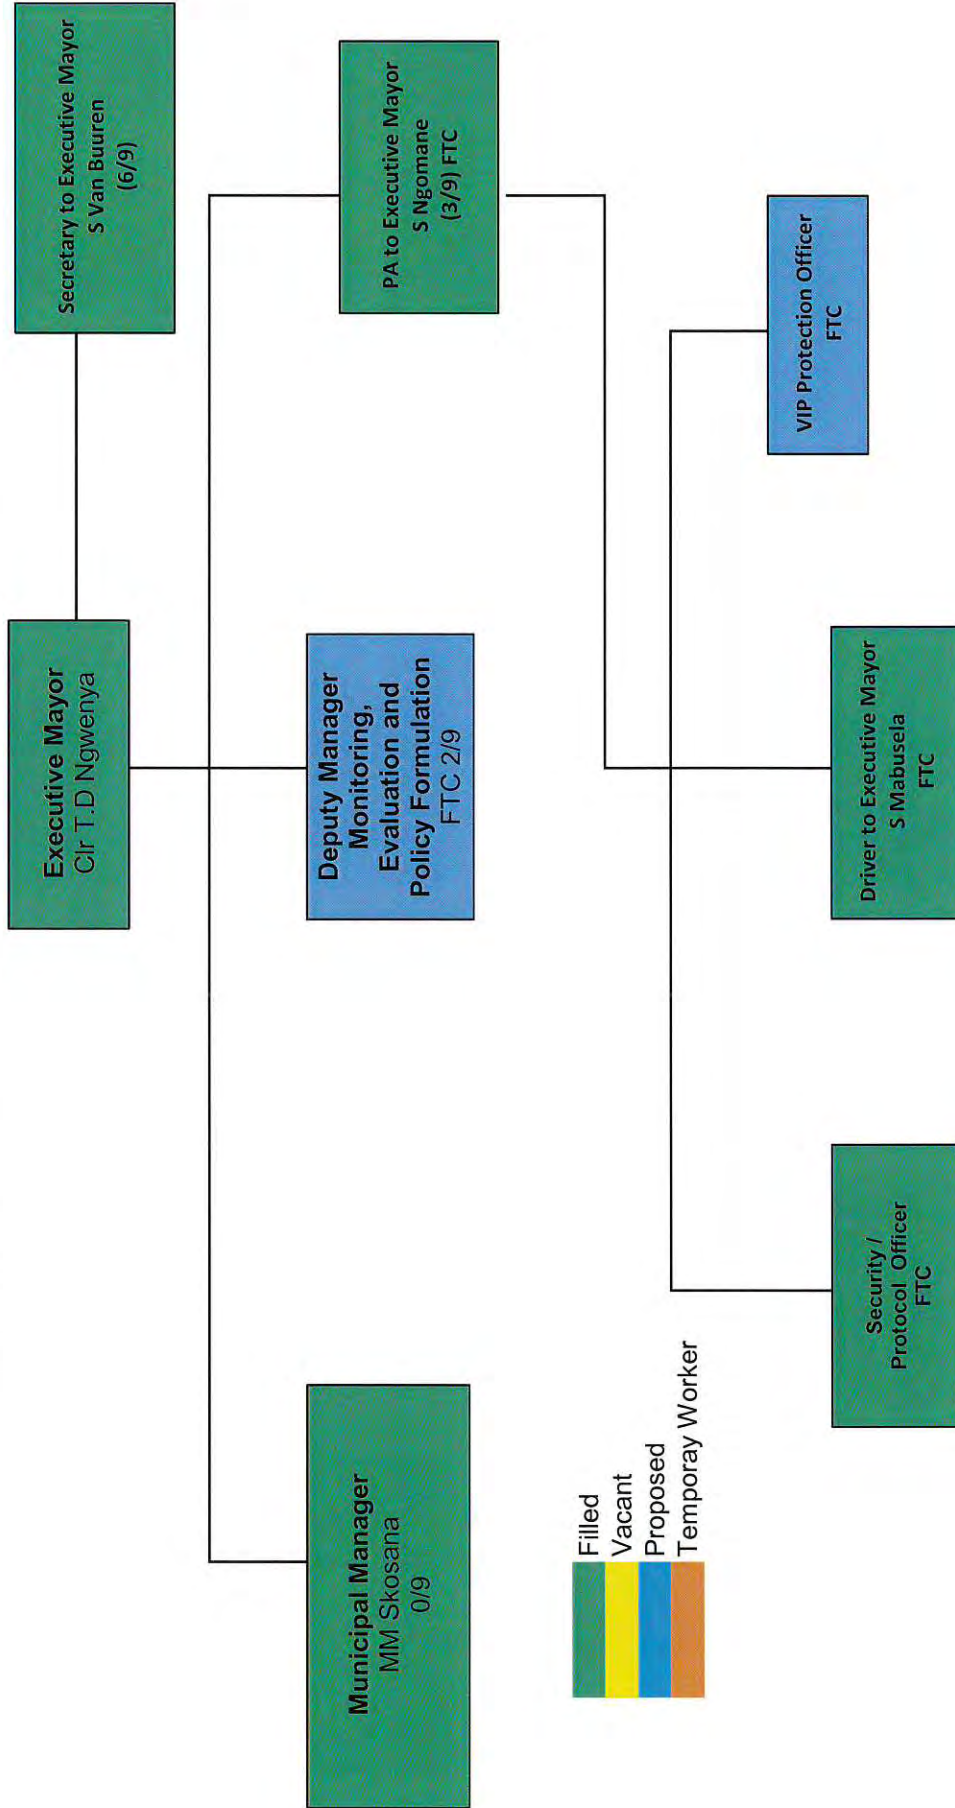 Executive Mayor
Clr T.D Ngwenya
Secretary to Executive Mayor
S Van Buuren
(6/9)
Municipal Manager
MM Skosana
0/9
Deputy Manager
Monitoring,
Evaluation and
Policy Formulation
FTC 2/9
PA to Executive Mayor
S Ngomane
(3/9) FTC
Filled
Vacant
Proposed
Temporay Worker
Security /
Protocol Officer
FTC
Driver to Executive Mayor
S Mabusela
FTC
VIP Protection Officer
FTC